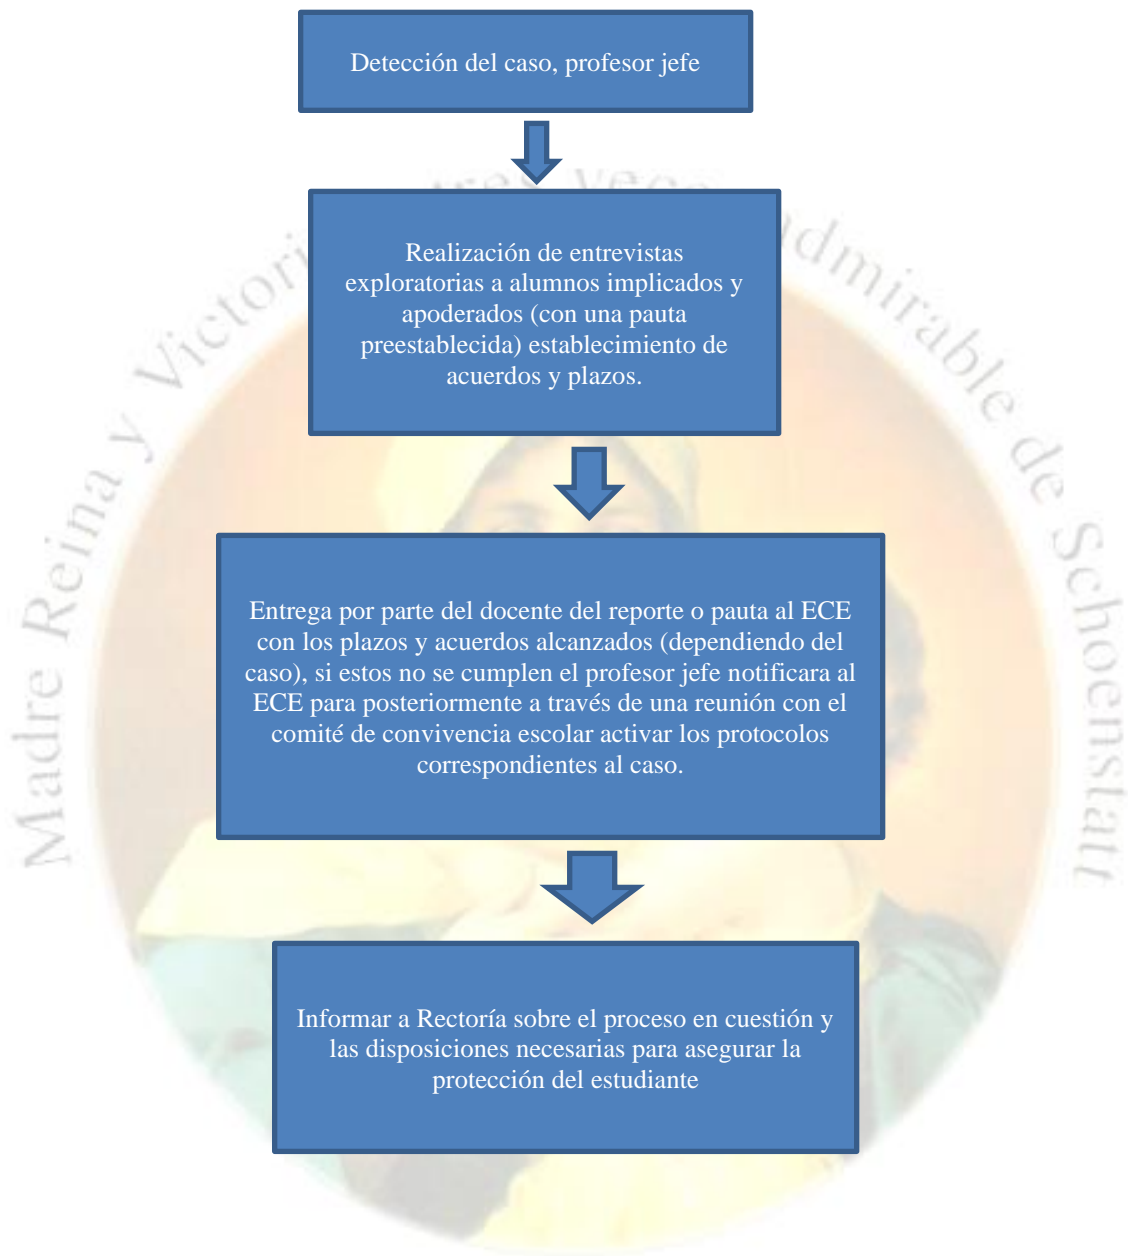 Detección del caso, profesor jefe
Realización de entrevistas
exploratorias a alumnos implicados y
apoderados (con una pauta
preestablecida) establecimiento de
acuerdos y plazos.
Entrega por parte del docente del reporte o pauta al ECE
con los plazos y acuerdos alcanzados (dependiendo del
caso), si estos no se cumplen el profesor jefe notificara al
ECE para posteriormente a través de una reunión con el
comité de convivencia escolar activar los protocolos
correspondientes al caso.
Informar a Rectoría sobre el proceso en cuestión y
las disposiciones necesarias para asegurar la
protección del estudiante
Madre Reina y de Schoenstatt